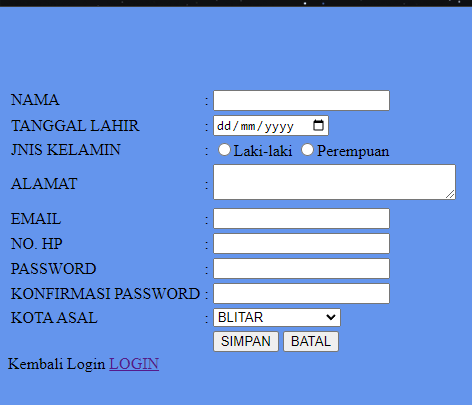 NAMA :
TANGGAL LAHIR : dd/mm/yyyy
JNIS KELAMIN : Laki-laki Perempuan
ALAMAT :
EMAIL :
NO. HP :
PASSWORD :
KONFIRMASI PASSWORD :
KOTA ASAL : BLITAR
SIMPAN BATAL
Kembali Login LOGIN